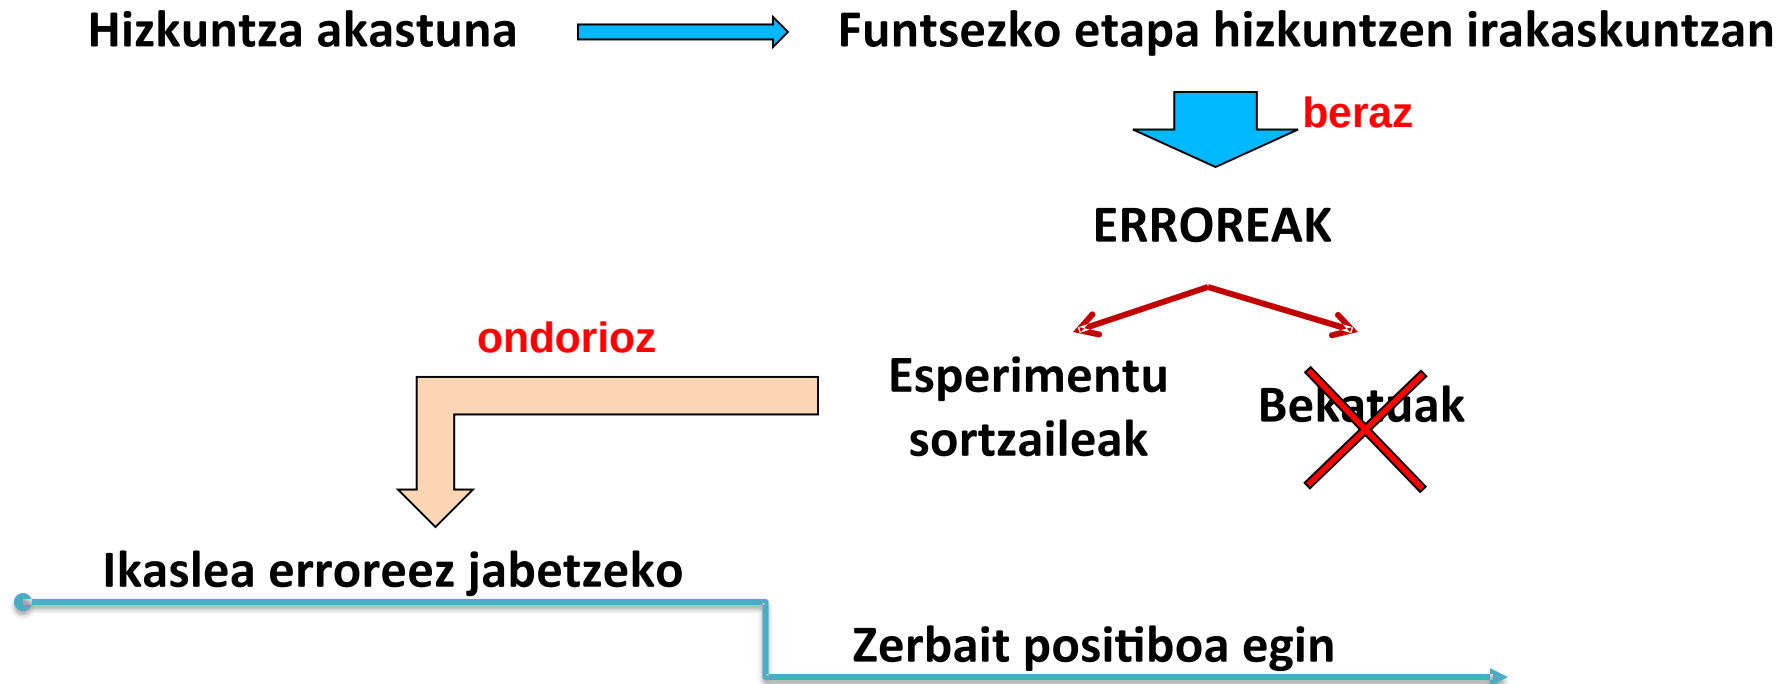 Hizkuntza akastuna
Funtsezko etapa hizkuntzen irakaskuntzan
beraz
ERROREAK
ondorioz
Esperimentu
sortzaileak
Bekatuak
Ikaslea erroreez jabetzeko
Zerbait positiboa egin